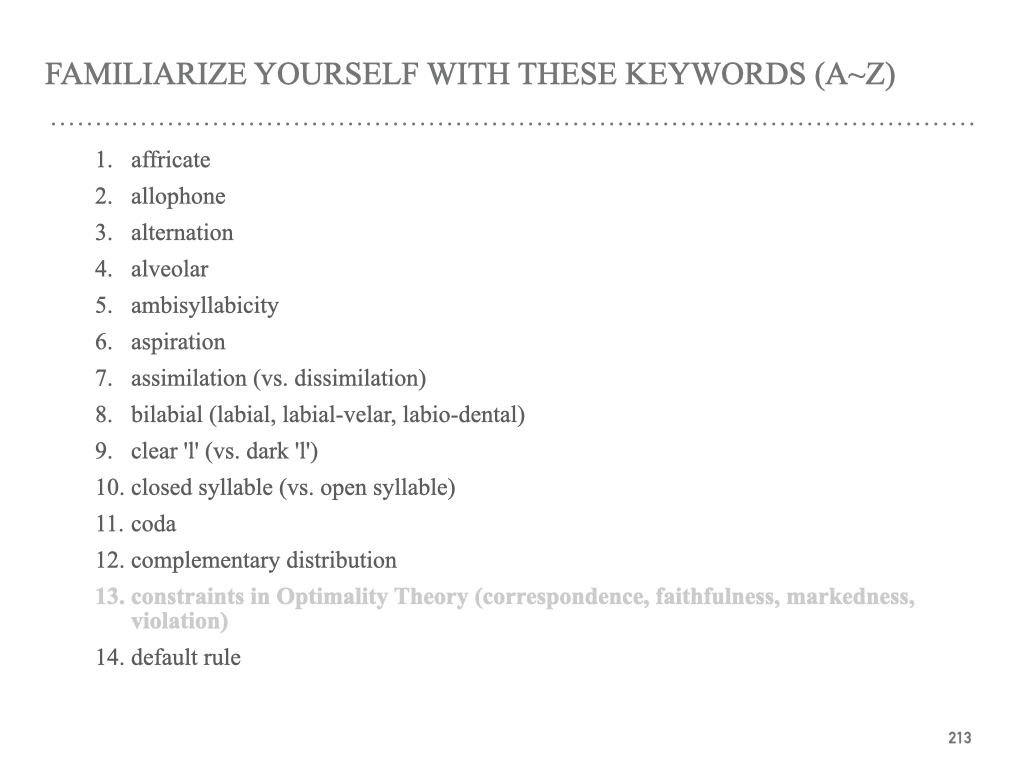 FAMILIARIZE YOURSELF WITH THESE KEYWORDS (A~Z)
1. affricate
2. allophone
3. alternation
4. alveolar
5. ambisyllabicity
6. aspiration
7. assimilation (vs. dissimilation)
8. bilabial (labial, labial-velar, labio-dental)
9. clear 'l' (vs. dark 'l')
10. closed syllable (vs. open syllable)
11. coda
12. complementary distribution
13. constraints in Optimality Theory (correspondence, faithfulness, markedness,
violation)
14. default rule
213